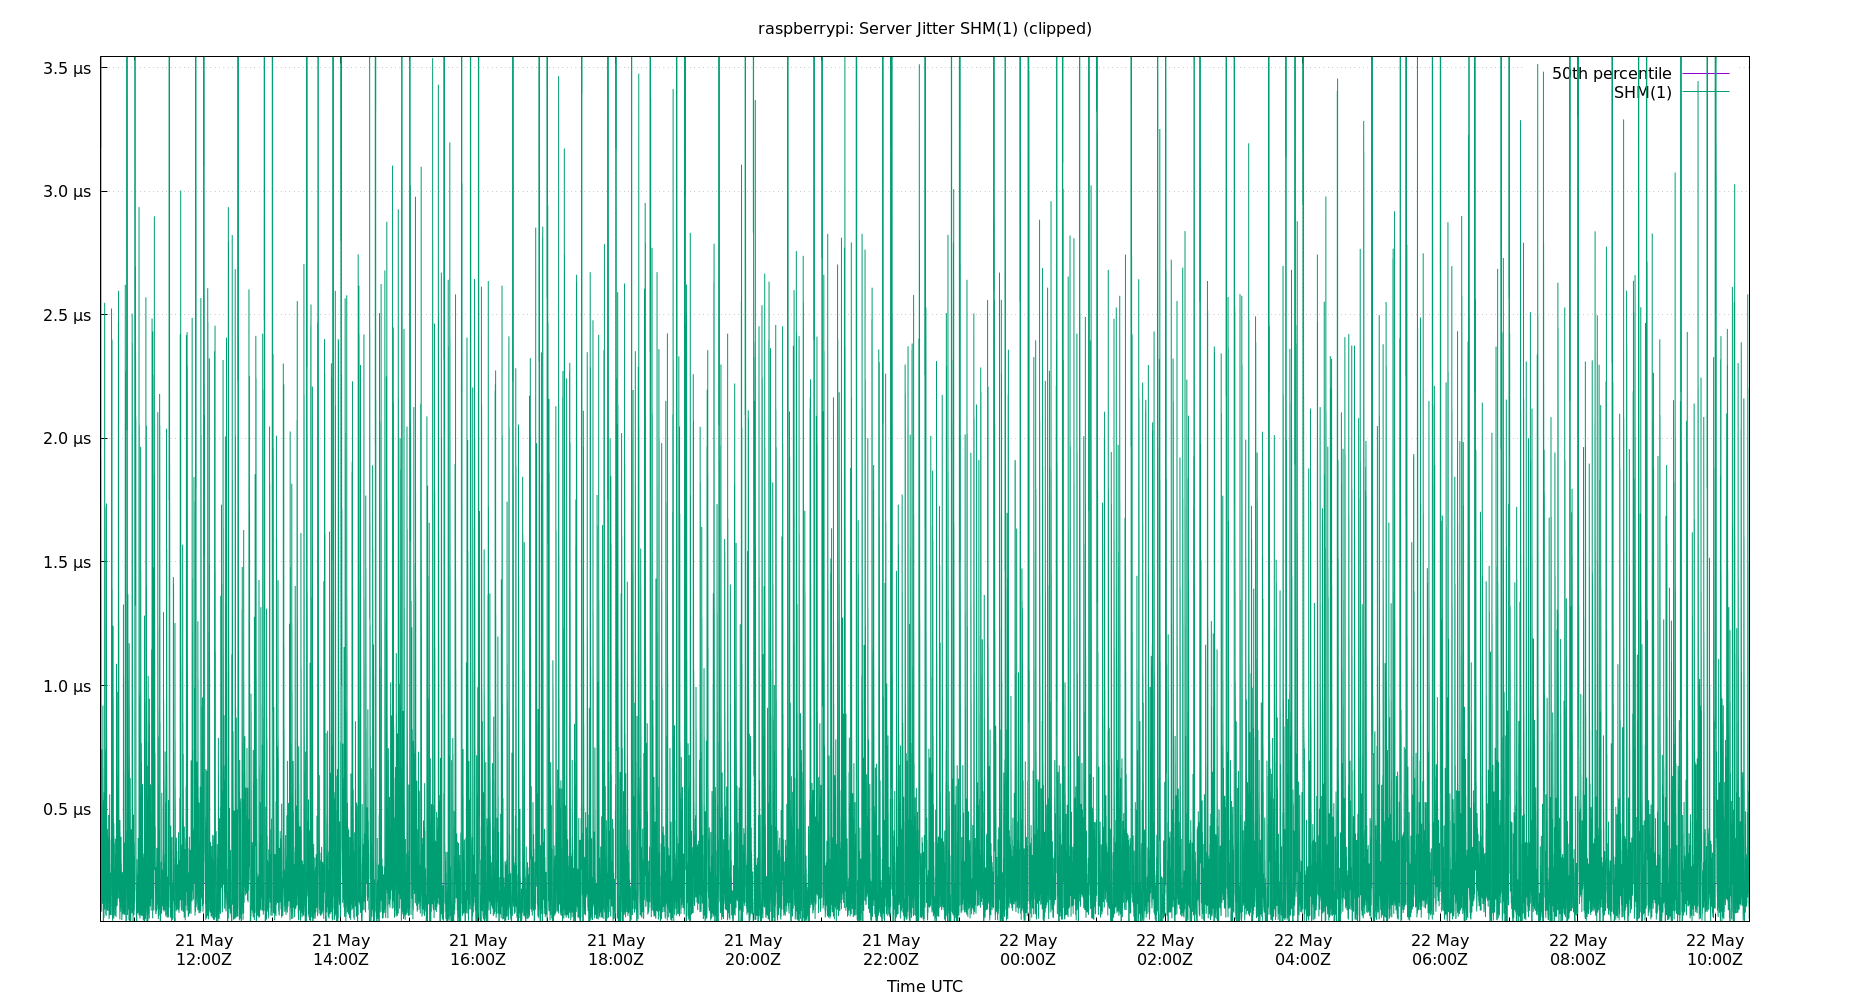 raspberrypi: Server Jitter SHM(1) (clipped)
3.5 µs
3.0 µs
2.5 µs
2.0 µs
1.5 µs
1.0 µs
0.5 µs
50th percentile
SHM(1)
21 May 21 May 21 May 21 May 21 May 21 May 22 May 22 May 22 May 22 May 22 May 22 May
12:00Z 14:00Z 16:00Z 18:00Z 20:00Z 22:00Z 00:00Z 02:00Z 04:00Z 06:00Z 08:00Z 10:00Z
Time UTC